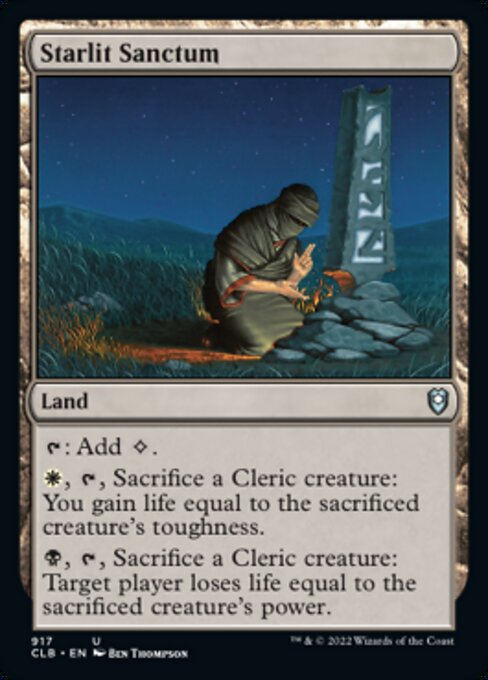 Starlit Sanctum
Land
: Add .
, , Sacrifice a Cleric creature:
You gain life equal to the sacrificed
creature's toughness.
, , Sacrifice a Cleric creature:
Target player loses life equal to the
sacrificed creature's power.
917 U
CLB • EN Ben Thompson
™ & © 2022 Wizards of the Coast